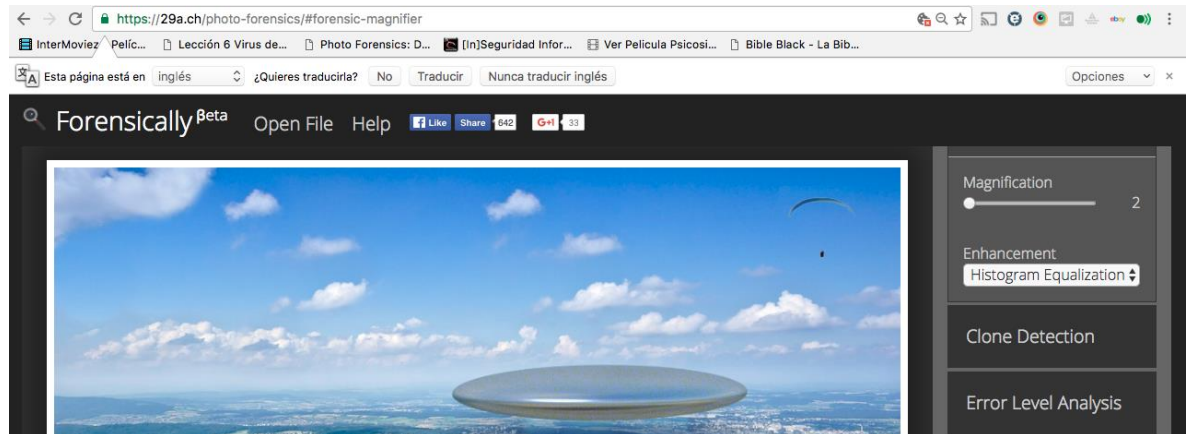 https://29a.ch/photo-forensics/#forensic-magnifier
InterMoviez Pelíc... Lección 6 Virus de... Photo Forensics: D... [In]Seguridad Infor... Ver Pelicula Psicosi... Bible Black - La Bib...
Esta página está en inglés ¿Quieres traducirla? No Traducir Nunca traducir inglés Opciones
Forensically Beta Open File Help Like Share 642 G+1 33
Magnification
2
Enhancement
Histogram Equalization
Clone Detection
Error Level Analysis